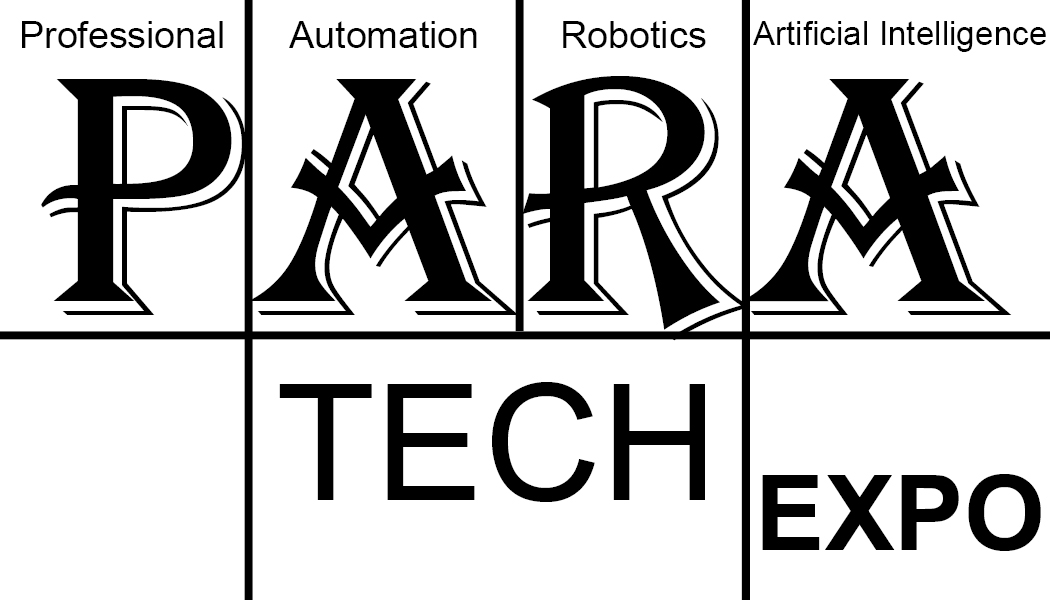 Professional Automation Robotics Artificial Intelligence
PARA
TECH
EXPO